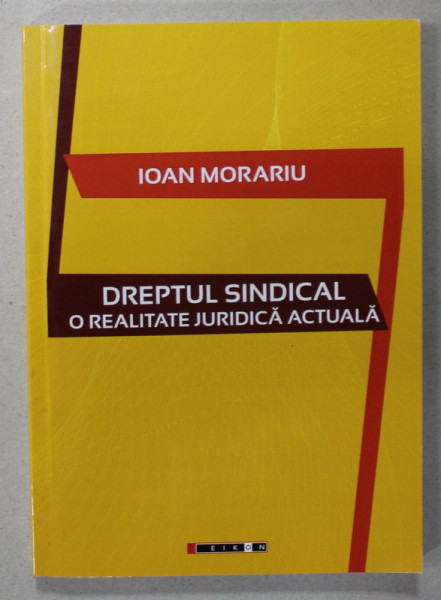 IOAN MORARIU
DREPTUL SINDICAL
O REALITATE JURIDICĂ ACTUALĂ
EIKON